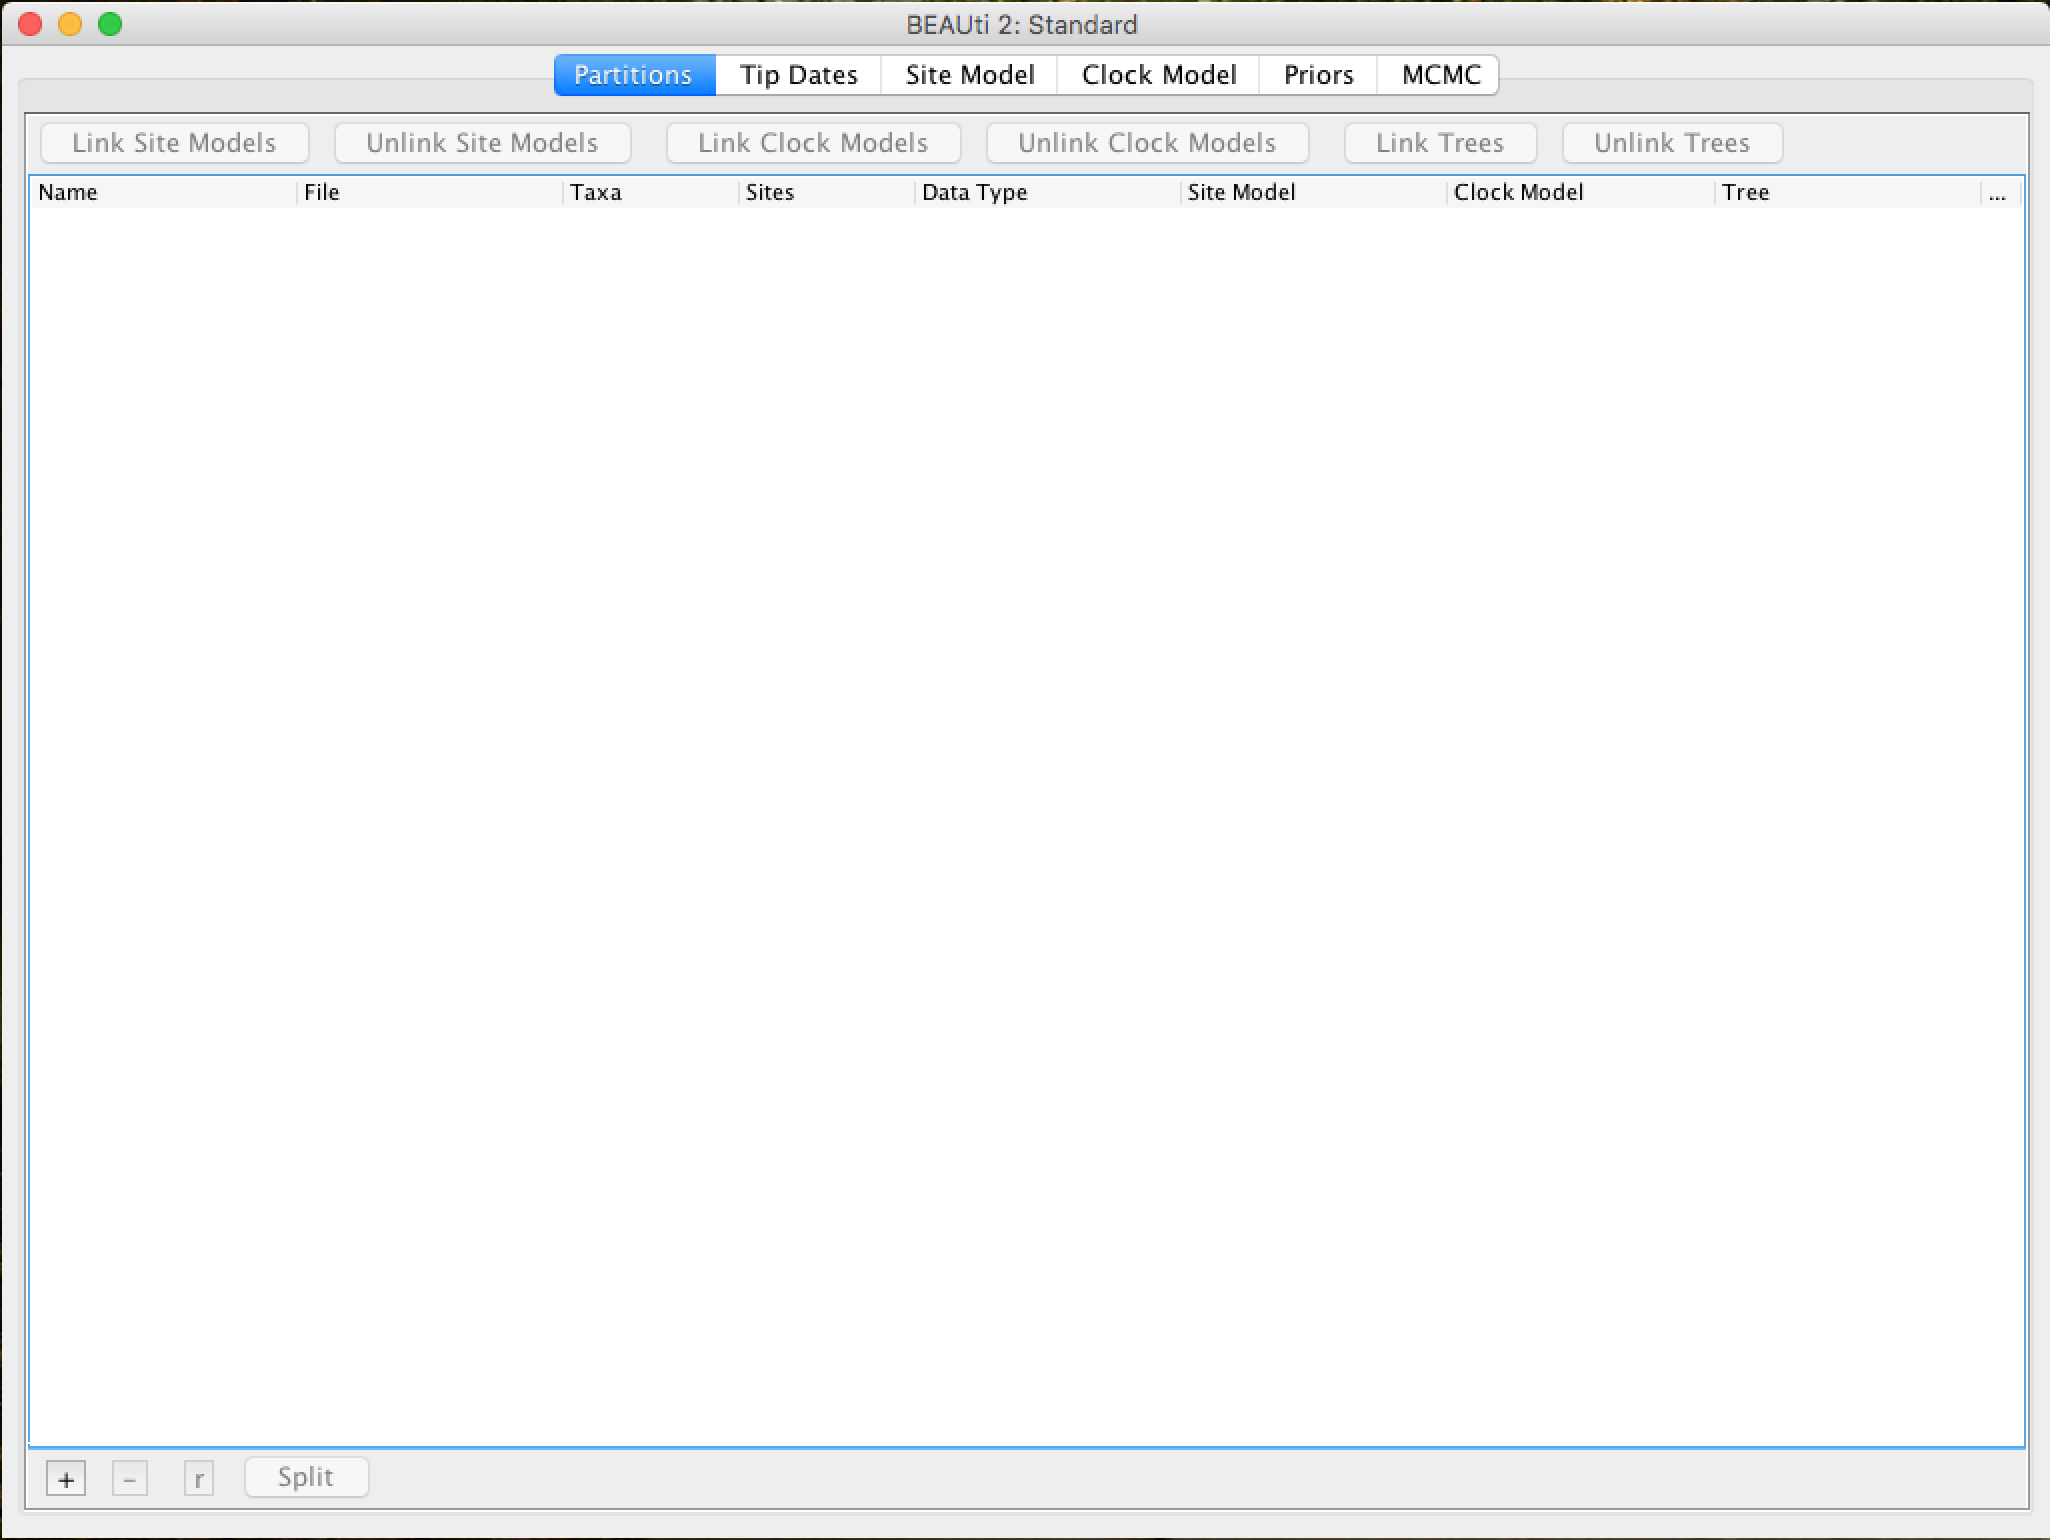 BEAUti 2: Standard
Partitions Tip Dates Site Model Clock Model Priors MCMC
Link Site Models Unlink Site Models Link Clock Models Unlink Clock Models Link Trees Unlink Trees
Name File Taxa Sites Data Type Site Model Clock Model Tree ...
+ - r Split